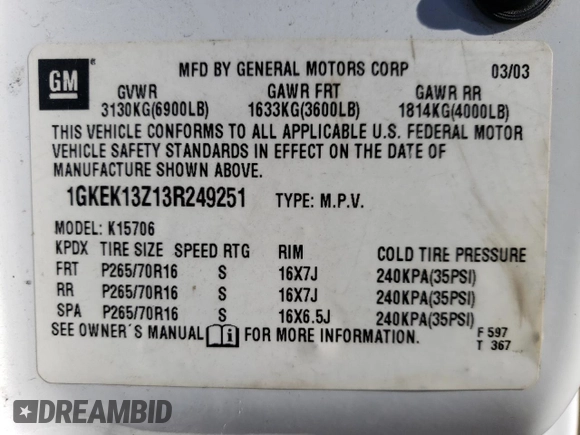 GM
MFD BY GENERAL MOTORS CORP 03/03
GVWR GAWR FRT GAWR RR
3130KG(6900LB) 1633KG(3600LB) 1814KG(4000LB)
THIS VEHICLE CONFORMS TO ALL APPLICABLE U.S. FEDERAL MOTOR
VEHICLE SAFETY STANDARDS IN EFFECT ON THE DATE OF
MANUFACTURE SHOWN ABOVE.
1GKEK13Z13R249251 TYPE: M.P.V.
MODEL: K15706
KPDX TIRE SIZE SPEED RTG RIM COLD TIRE PRESSURE
FRT P265/70R16 S 16X7J 240KPA(35PSI)
RR P265/70R16 S 16X7J 240KPA(35PSI)
SPA P265/70R16 S 16X6.5J 240KPA(35PSI)
SEE OWNER´S MANUAL FOR MORE INFORMATION.
F 597
T 367
DREAMBID